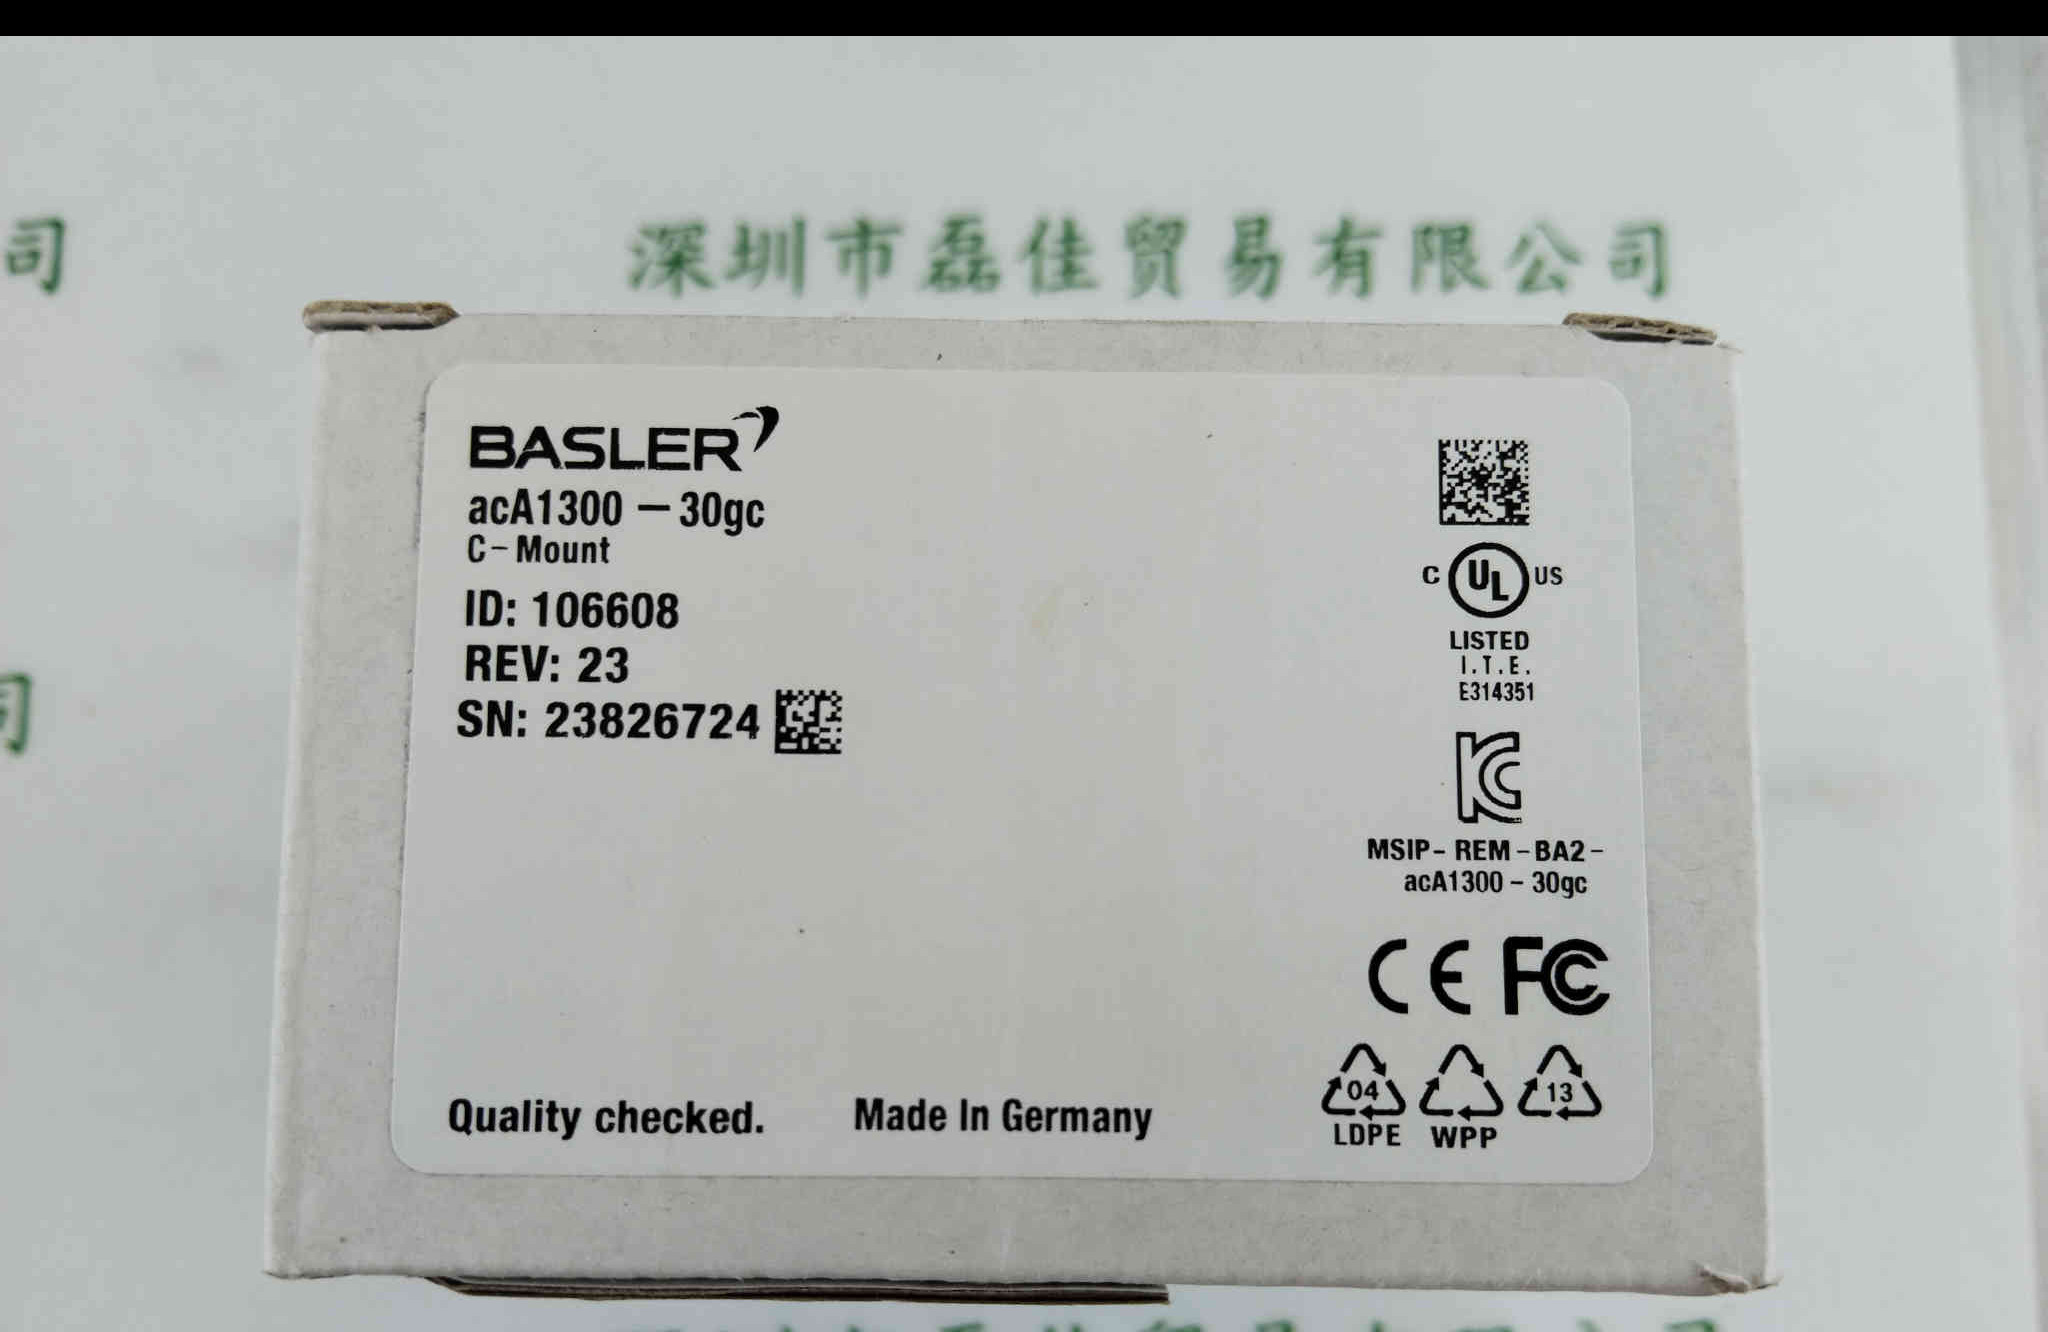 深圳市磊佳贸易有限公司
司
BASLER
acA1300 – 30gc
C- Mount
ID: 106608
REV: 23
SN: 23826724
司
C UL US
LISTED
I.T.E.
E314351
KC
MSIP- REM -BA2-
acA1300 - 30gc
CE FC
04 13
LDPE WPP
Quality checked. Made In Germany